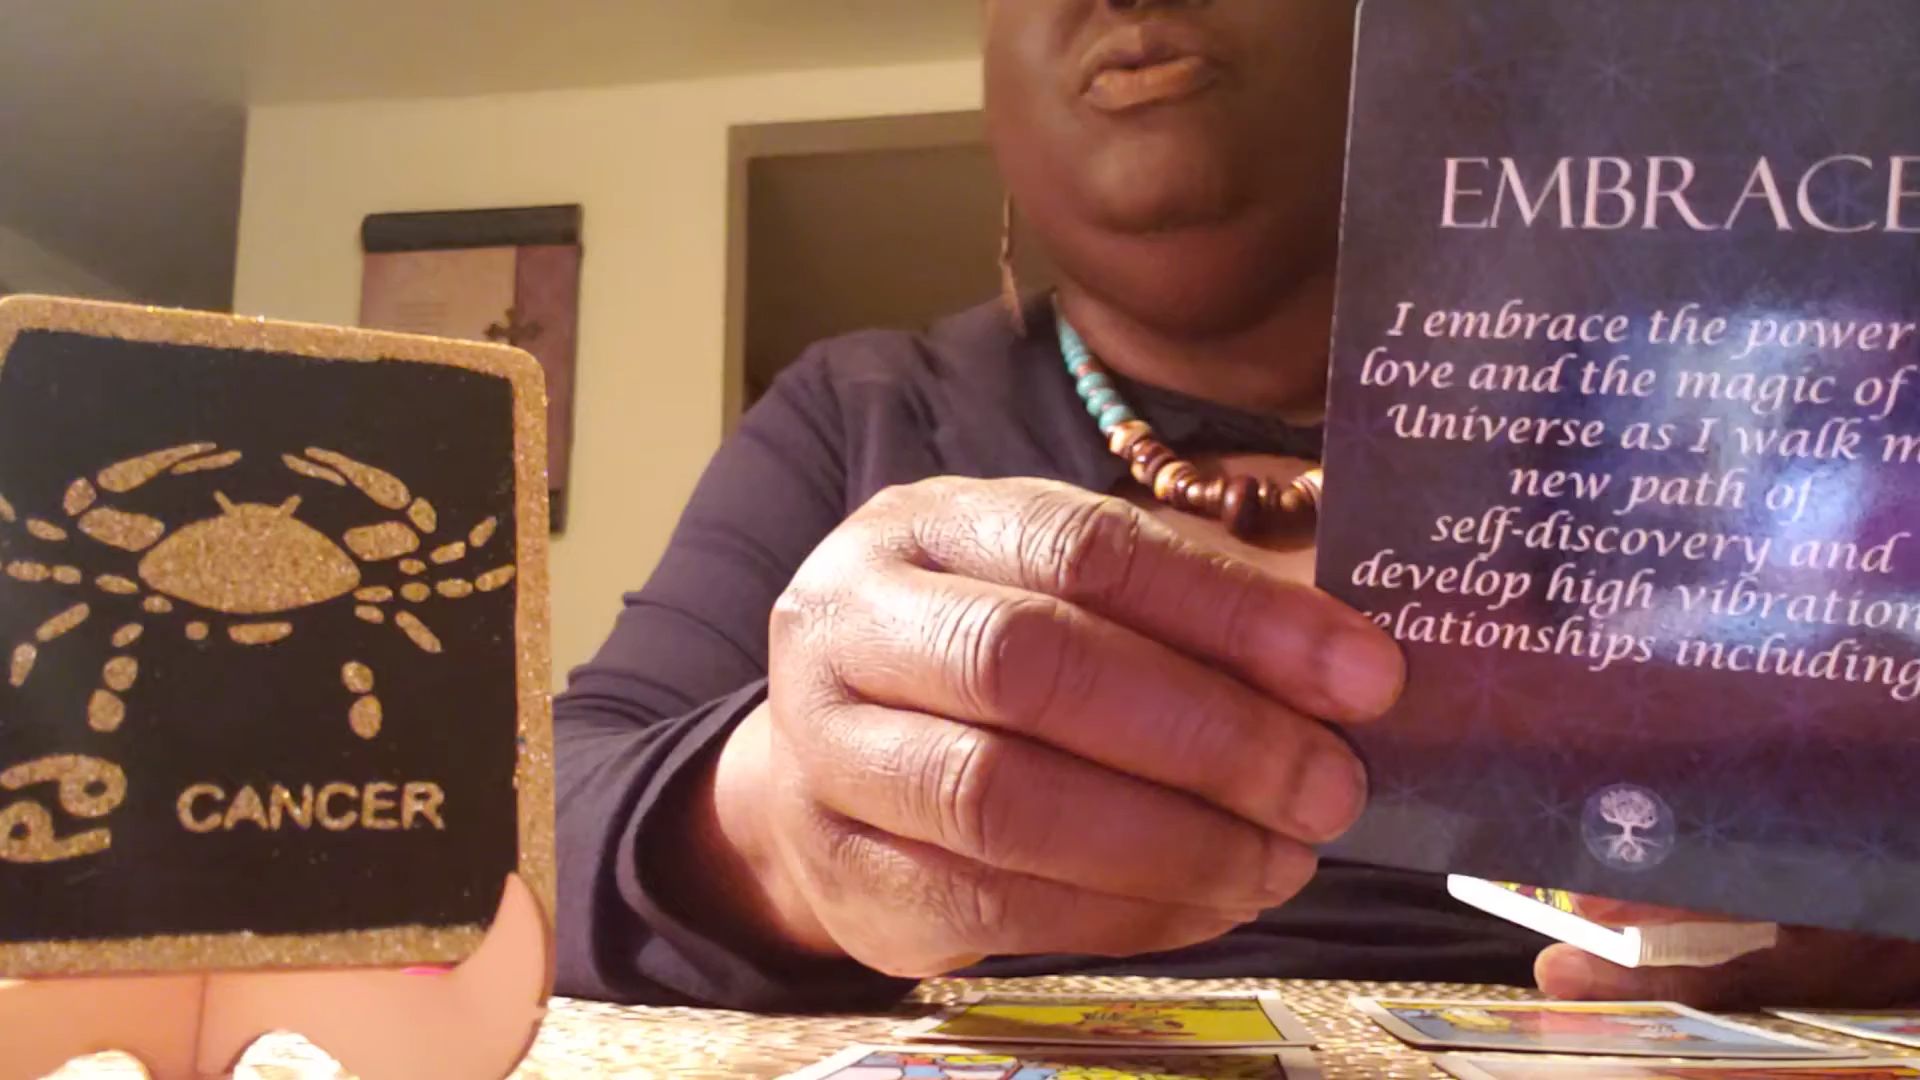 CANCER
EMBRACE
I embrace the power
love and the magic of
Universe as I walk
new path of
self-discovery and
develop high vibration
relationships including